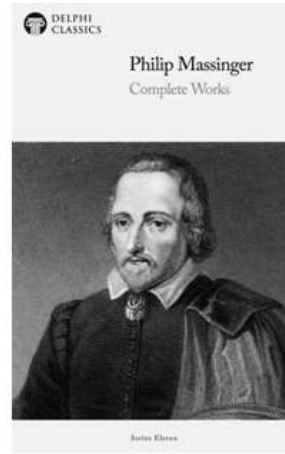 DELPHI
CLASSICS
Philip Massinger
Complete Works
Series Eleven